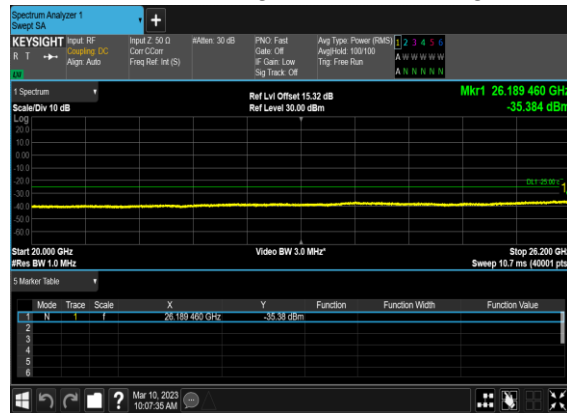 Spectrum Analyzer 1
Swept SA
+
KEYSIGHT Input: RF Input Z: 50 Ω #Atten: 30 dB PNO: Fast Avg Type: Power (RMS) 1 2 3 4 5 6
R T Coupling: DC Corr CCorr Gate: Off Avg|Hold: 100/100 A W W W W W
Align: Auto Freq Ref: Int (S) IF Gain: Low Trig: Free Run A N N N N N
Sig Track: Off
1 Spectrum Ref Lvl Offset 15.32 dB Mkr1 26.189 460 GHz
Scale/Div 10 dB Ref Level 30.00 dBm -35.384 dBm
Log
20.0
10.0
0.00
-10.0
-20.0
DL1 -25.00
-30.0
1
-40.0
-50.0
-60.0
Start 20.000 GHz Video BW 3.0 MHz* Stop 26.200 GH
#Res BW 1.0 MHz Sweep 10.7 ms (40001 pts
5 Marker Table
Mode Trace Scale X Y Function Function Width Function Value
1 N 1 f 26.189 460 GHz -35.38 dBm
2
3
4
5
6
? Mar 10, 2023
10:07:35 AM